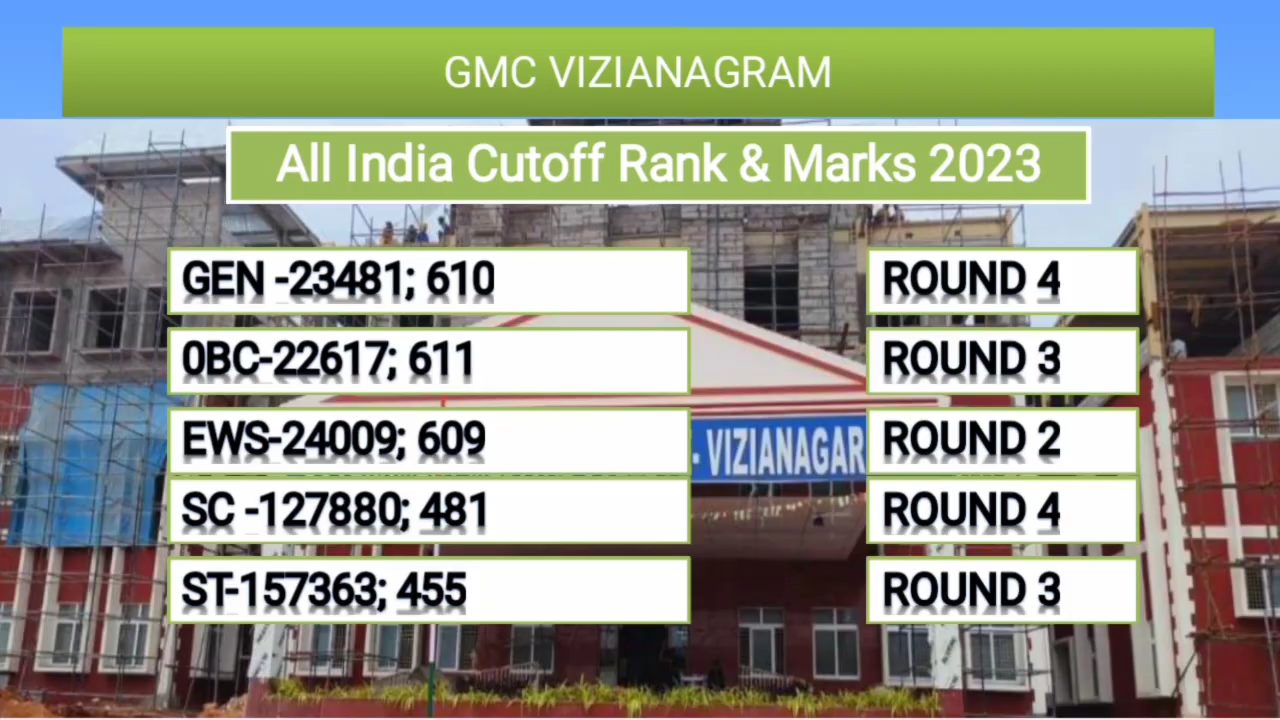 GMC VIZIANAGRAM
All India Cutoff Rank & Marks 2023
GEN -23481; 610 ROUND 4
0BC-22617; 611 ROUND 3
EWS-24009; 609 ROUND 2
- VIZIANAGAR
SC -127880; 481 ROUND 4
ST-157363; 455 ROUND 3